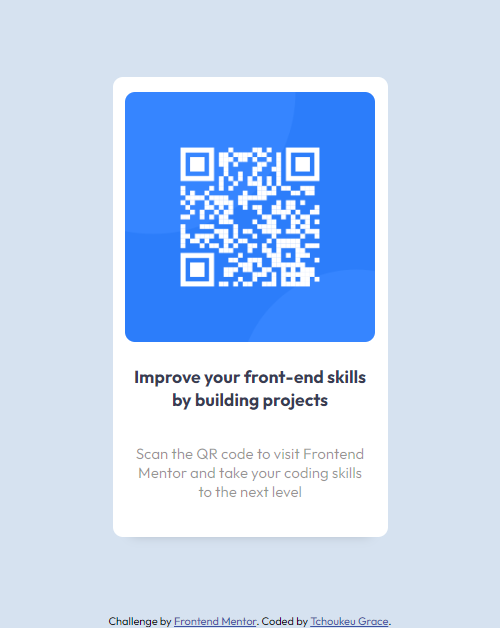 Improve your front-end skills
by building projects
Scan the QR code to visit Frontend
Mentor and take your coding skills
to the next level
Challenge by Frontend Mentor. Coded by Tchoukeu Grace.